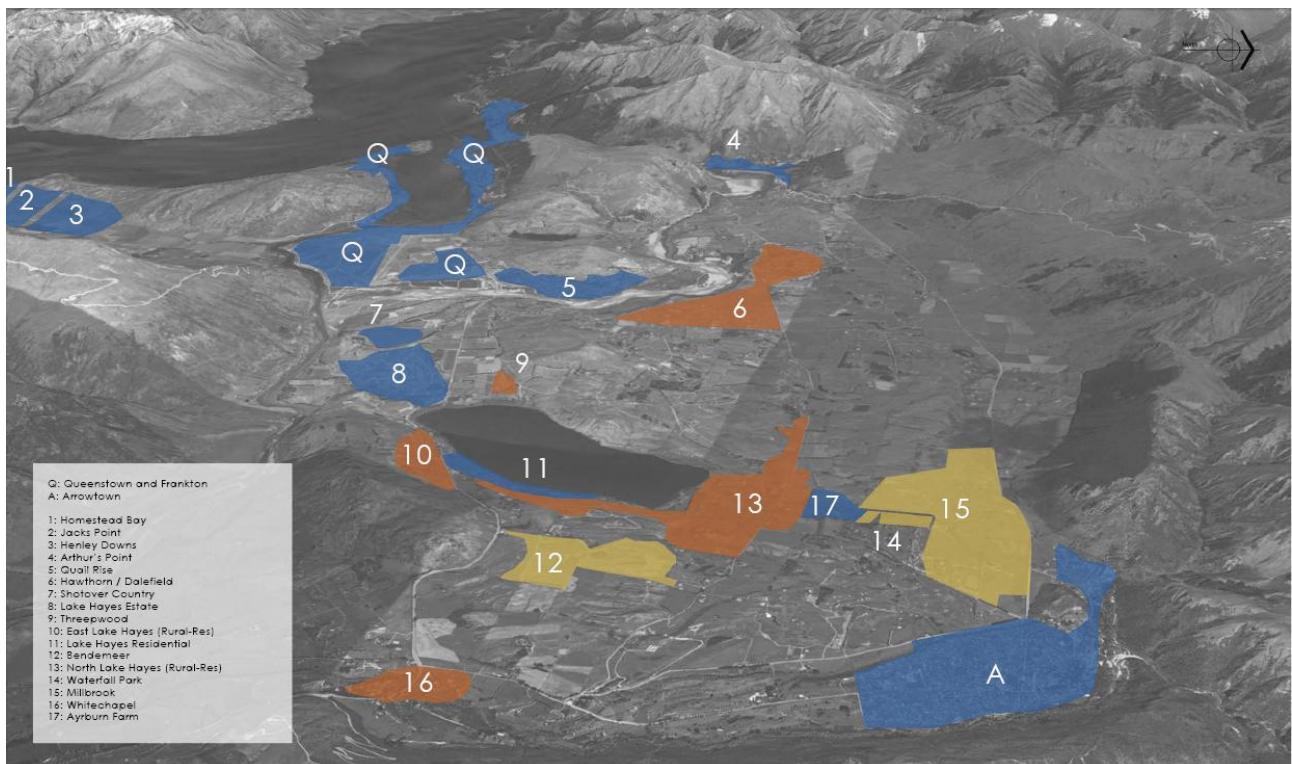 North
4
Q
Q
1
2
3
Q
Q
5
6
7
8
9
10
11
13
17
15
14
12
A
16
Q: Queenstown and Frankton
A: Arrowtown
1: Homestead Bay
2: Jacks Point
3: Henley Downs
4: Arthur's Point
5: Quail Rise
6: Hawthorn / Dalefield
7: Shotover Country
8: Lake Hayes Estate
9: Threepwood
10: East Lake Hayes (Rural-Res)
11: Lake Hayes Residential
12: Bendemeer
13: North Lake Hayes (Rural-Res)
14: Waterfall Park
15: Millbrook
16: Whitechapel
17: Ayrburn Farm